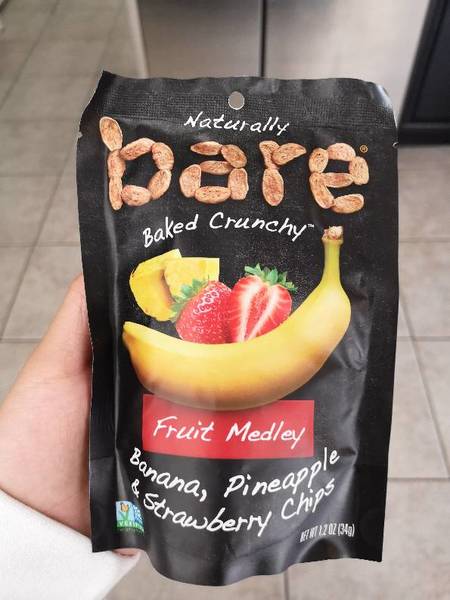 Naturally
bare®
Baked Crunchy™
Fruit Medley
Banana, Pineapple
& Strawberry Chips
NET WT 1.2 OZ (34g)